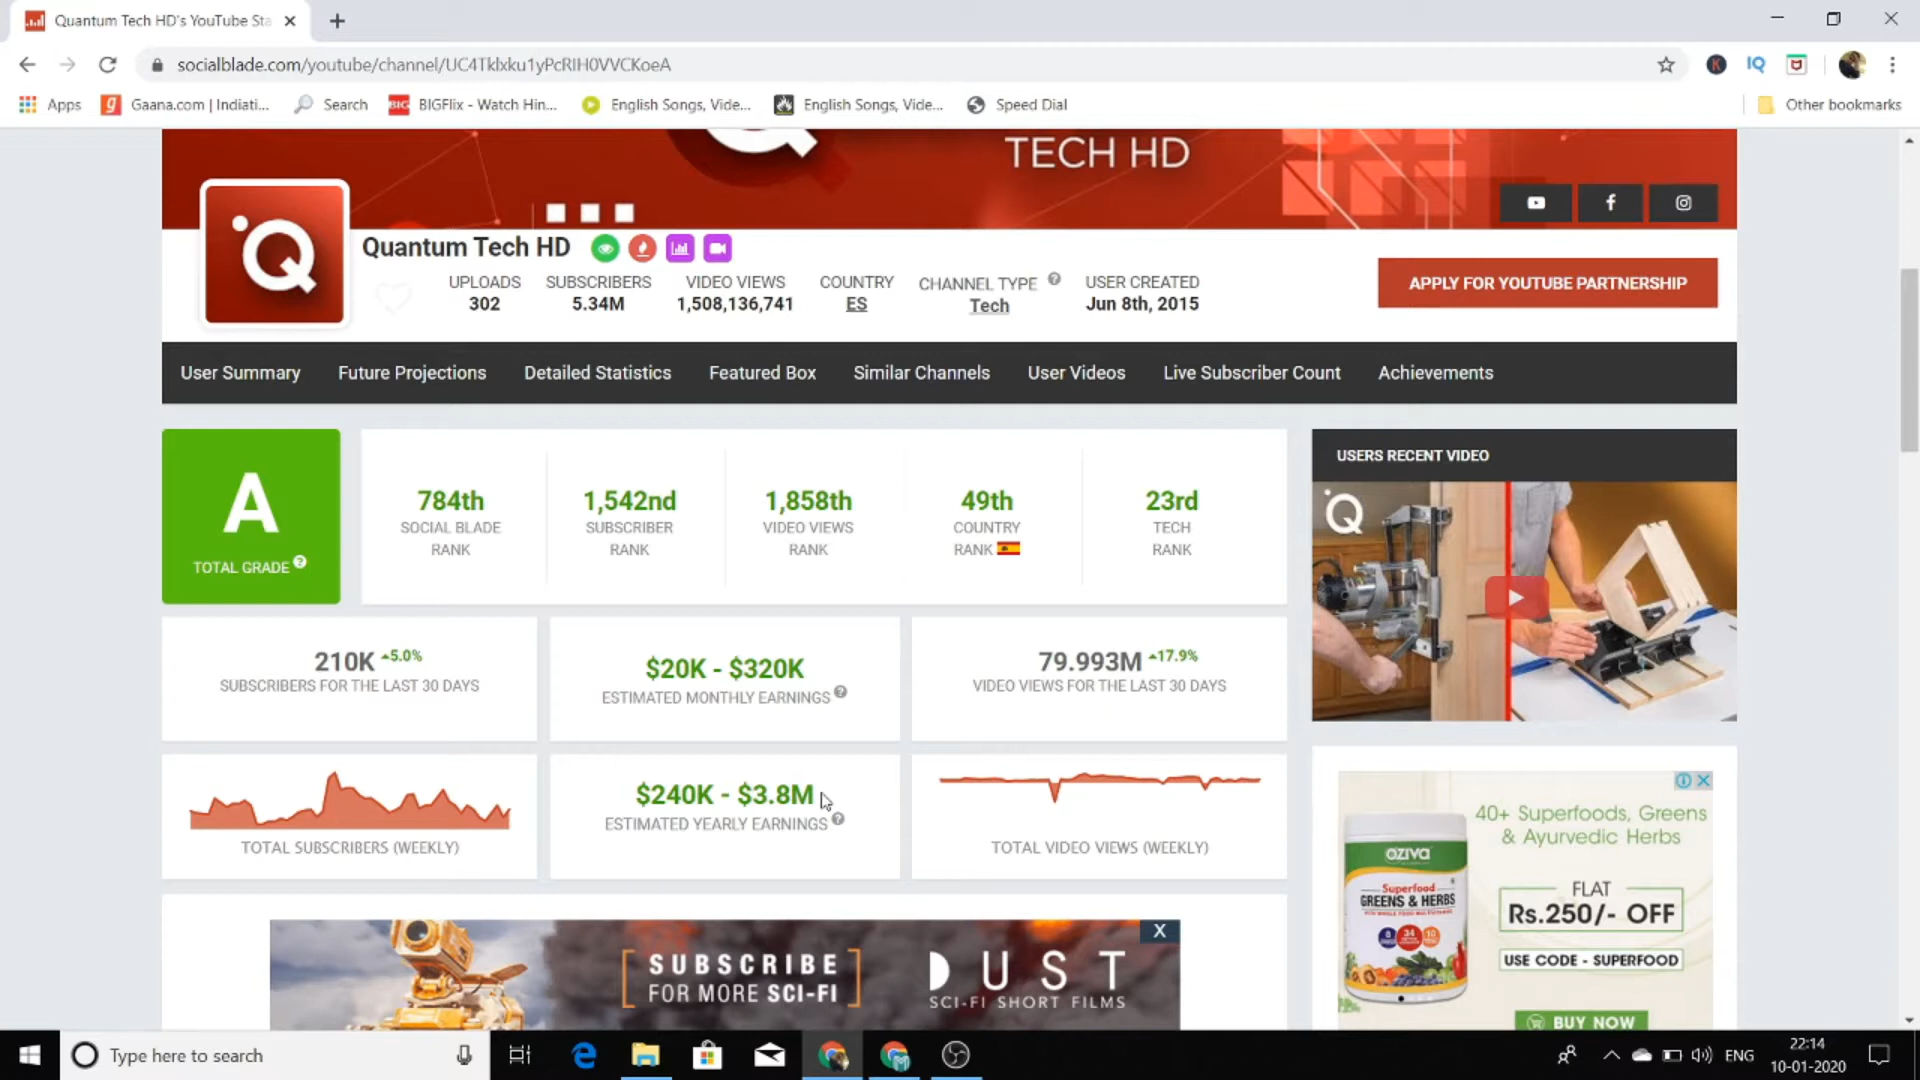 Quantum Tech HD's YouTube Sta
socialblade.com/youtube/channel/UC4Tklxku1yPcRIH0VVCKoeA
IQ
Apps
Gaana.com | Indiati...
Search
BIG
BIGFlix - Watch Hin...
English Songs, Vide...
English Songs, Vide...
Speed Dial
Other bookmarks
TECH HD
Q
Quantum Tech HD
UPLOADS
302
SUBSCRIBERS
5.34M
VIDEO VIEWS
1,508,136,741
COUNTRY
ES
CHANNEL TYPE
Tech
USER CREATED
Jun 8th, 2015
APPLY FOR YOUTUBE PARTNERSHIP
User Summary
Future Projections
Detailed Statistics
Featured Box
Similar Channels
User Videos
Live Subscriber Count
Achievements
A
TOTAL GRADE
784th
SOCIAL BLADE
RANK
1,542nd
SUBSCRIBER
RANK
1,858th
VIDEO VIEWS
RANK
49th
COUNTRY
RANK
23rd
TECH
RANK
USERS RECENT VIDEO
Q
210K 5.0%
SUBSCRIBERS FOR THE LAST 30 DAYS
$20K - $320K
ESTIMATED MONTHLY EARNINGS
79.993M 17.9%
VIDEO VIEWS FOR THE LAST 30 DAYS
TOTAL SUBSCRIBERS (WEEKLY)
$240K - $3.8M
ESTIMATED YEARLY EARNINGS
TOTAL VIDEO VIEWS (WEEKLY)
40+ Superfoods, Greens
& Ayurvedic Herbs
OZIVA
Superfood
GREENS & HERBS
FLAT
Rs.250/- OFF
USE CODE - SUPERFOOD
BUY NOW
X
SUBSCRIBE
FOR MORE SCI-FI
DUST
SCI-FI SHORT FILMS
Type here to search
ENG
22:14
10-01-2020